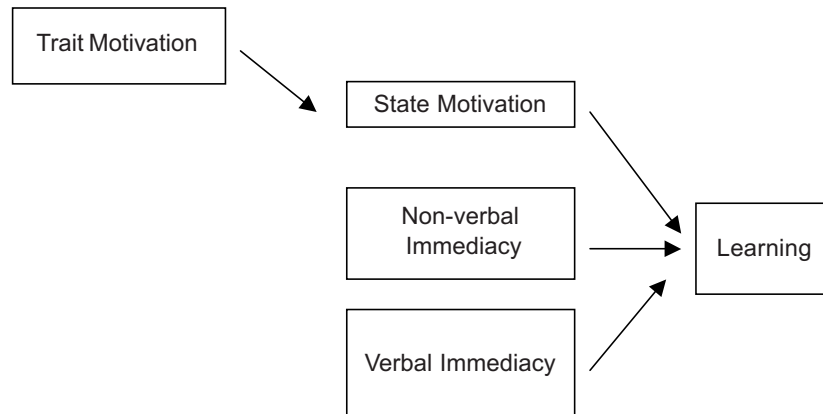 Trait Motivation
State Motivation
Non-verbal
Immediacy
Learning
Verbal Immediacy